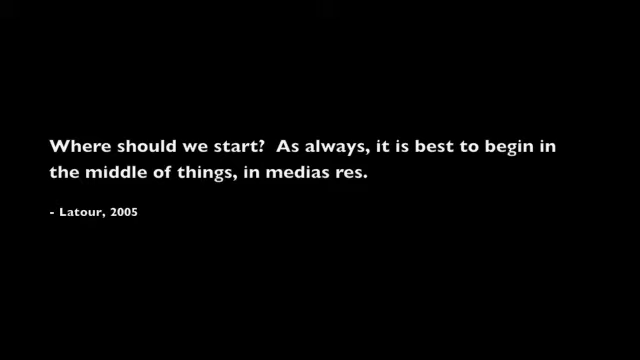 Where should we start?  As always, it is best to begin in
the middle of things, in medias res.
- Latour, 2005